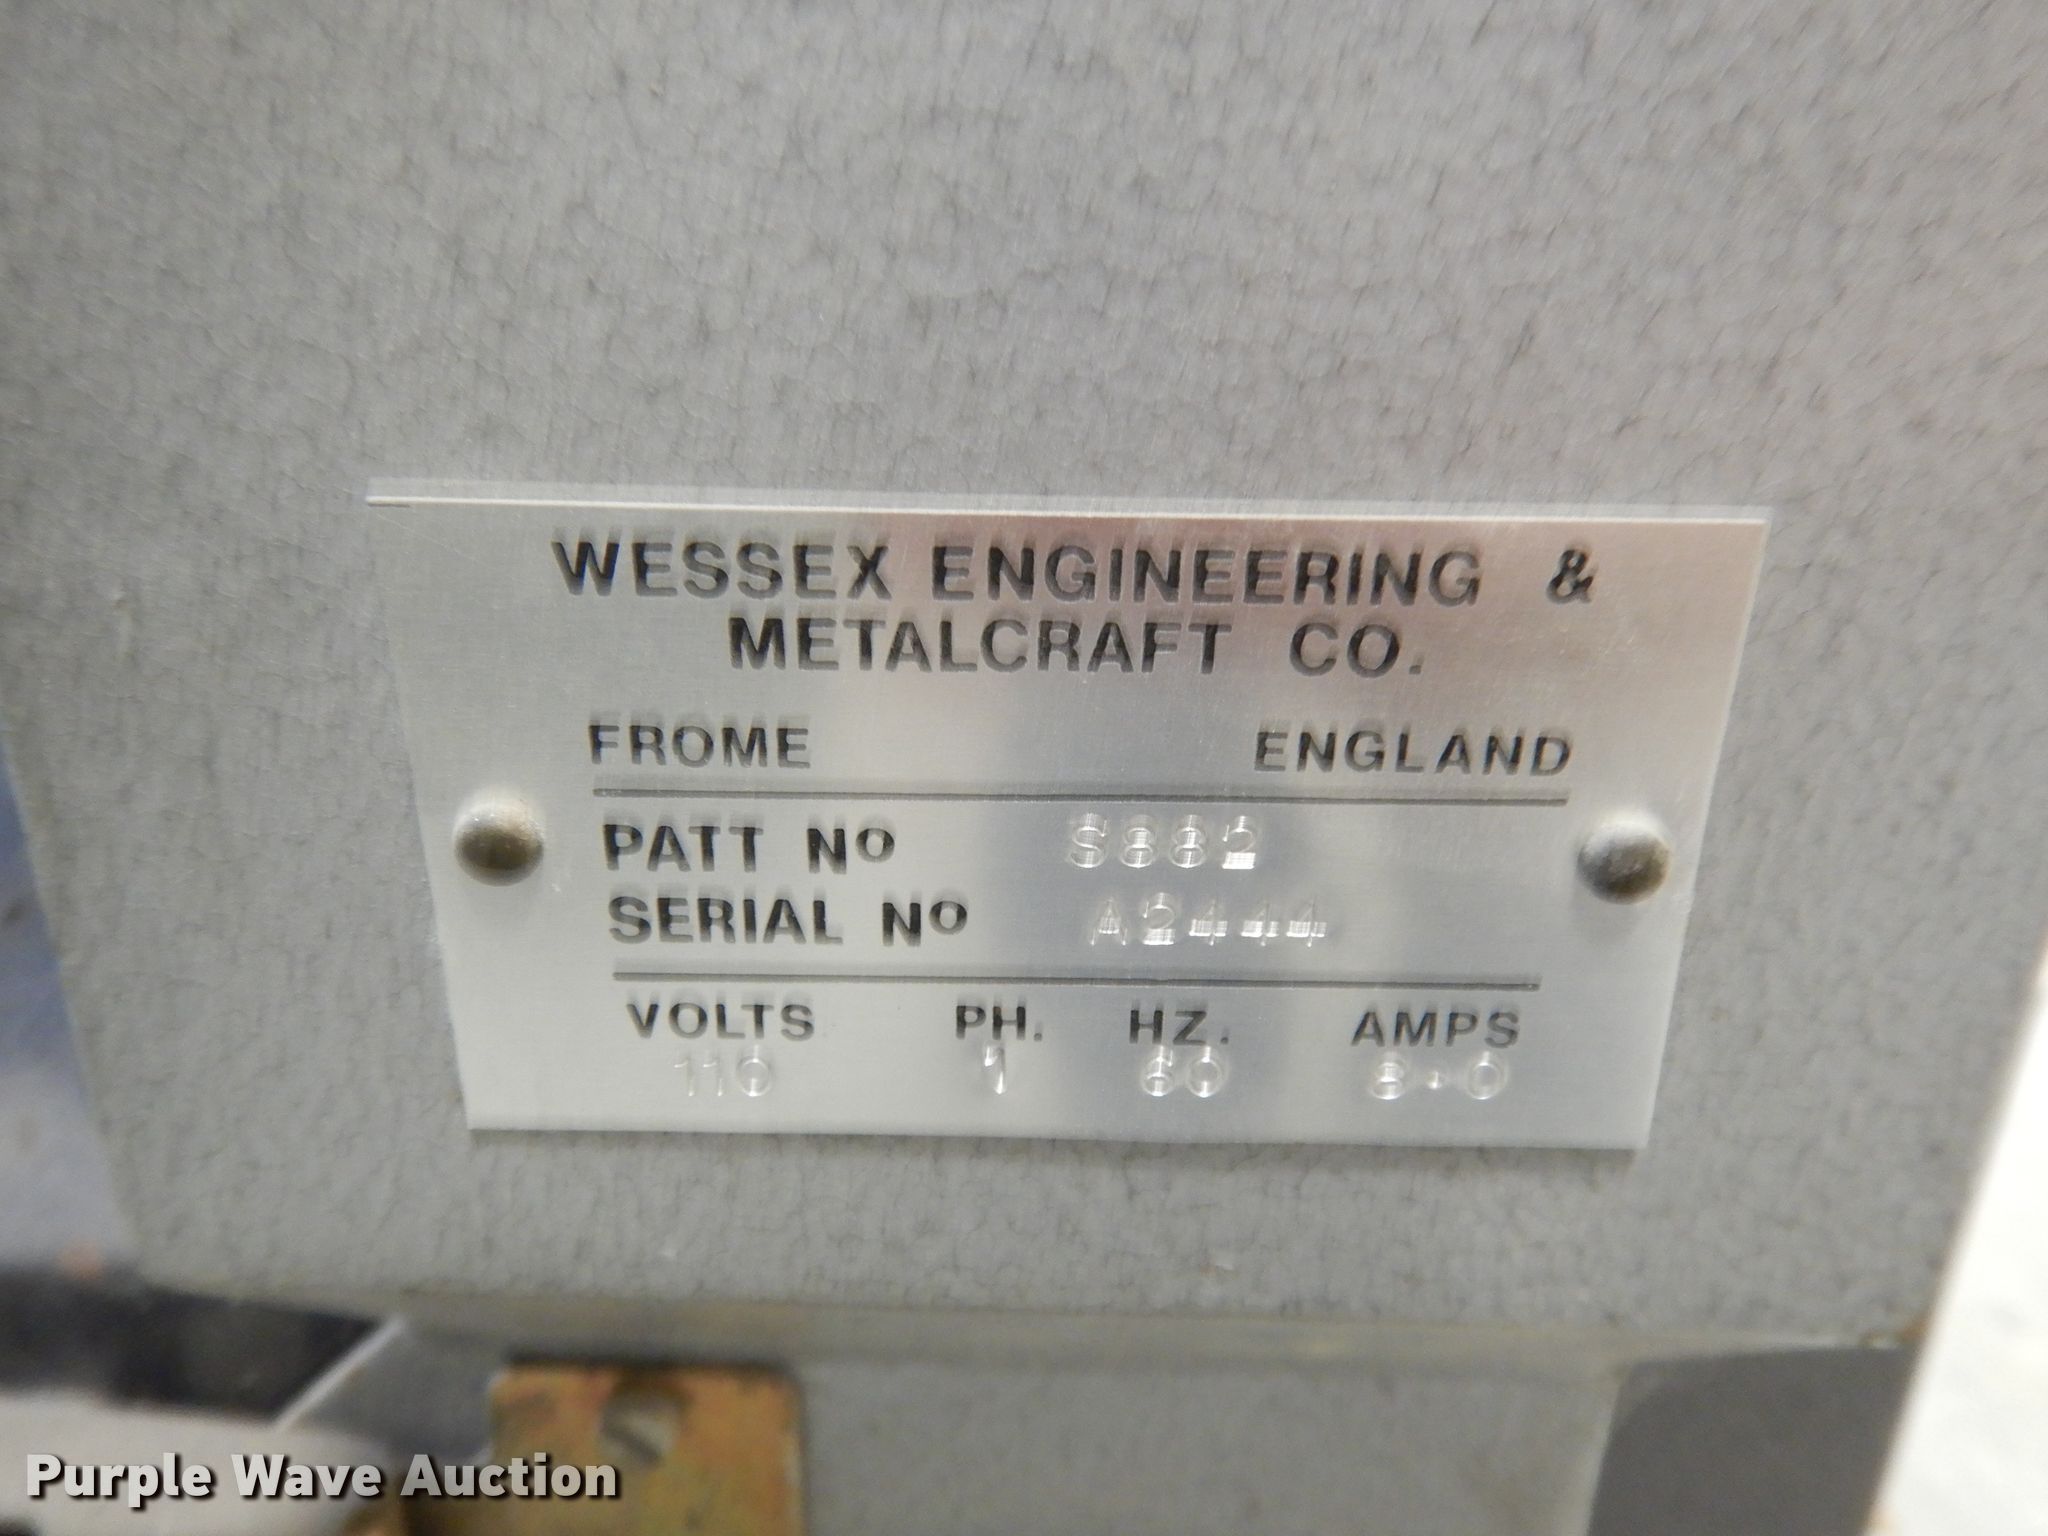 WESSEX ENGINEERING &
METALCRAFT CO.
FROME ENGLAND
PATT No S882
SERIAL No A2444
VOLTS PH. HZ. AMPS
110 1 60 8.0
Purple Wave Auction